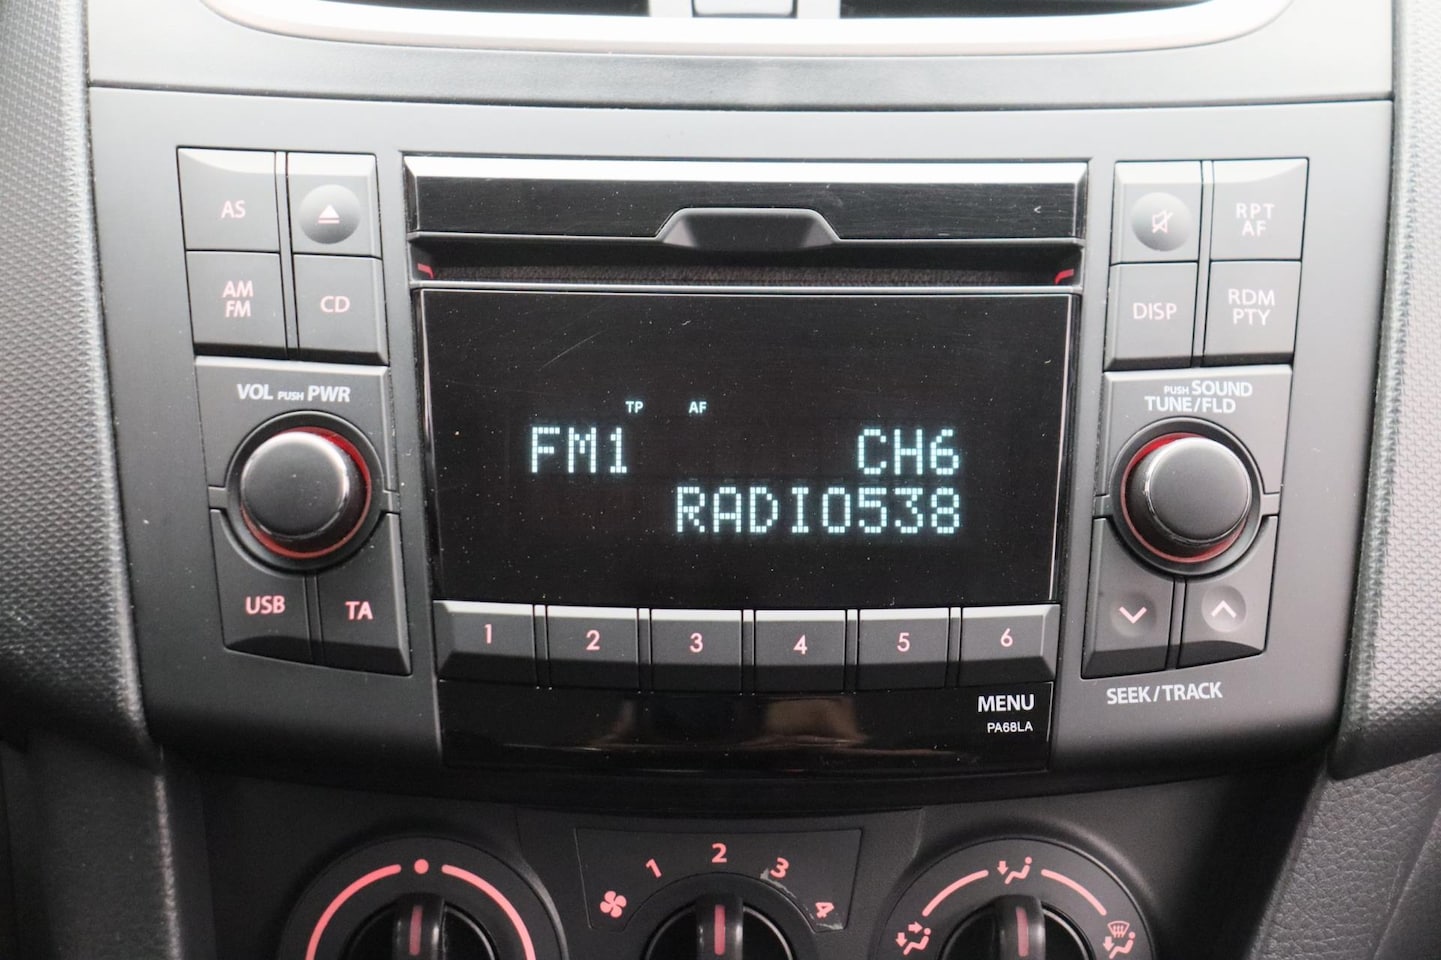 AS
RPT
AF
AM
FM
CD
DISP
RDM
PTY
VOL PUSH PWR
PUSH SOUND
TUNE/FLD
TP AF
FM1 CH6
RADIO538
USB TA
1 2 3 4 5 6
MENU
PA68LA
SEEK/TRACK
1 2 3 4